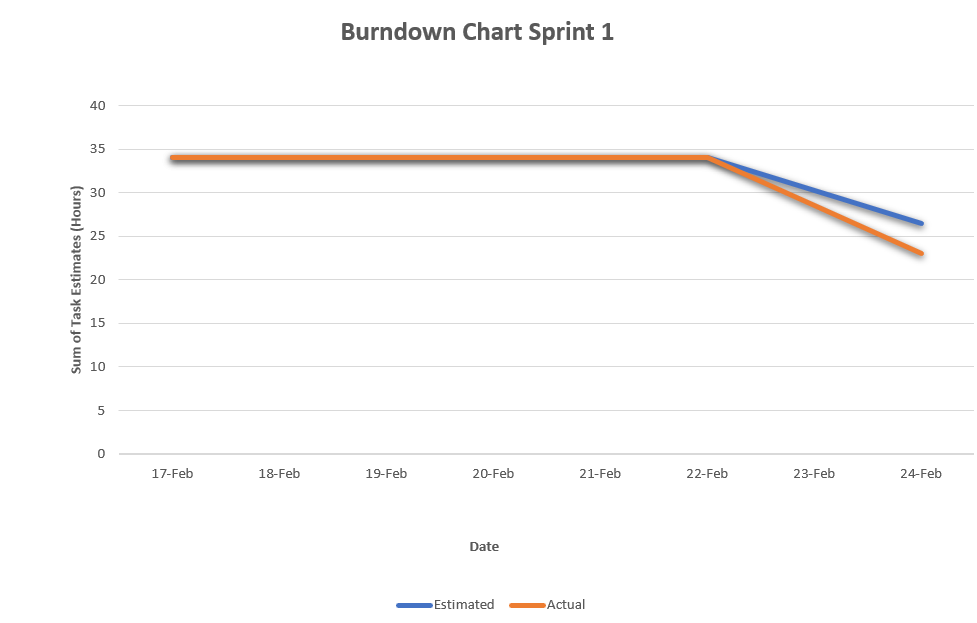 Burndown Chart Sprint 1
Sum of Task Estimates (Hours)
40
35
30
25
20
15
10
5
0
17-Feb 18-Feb 19-Feb 20-Feb 21-Feb 22-Feb 23-Feb 24-Feb
Date
Estimated Actual